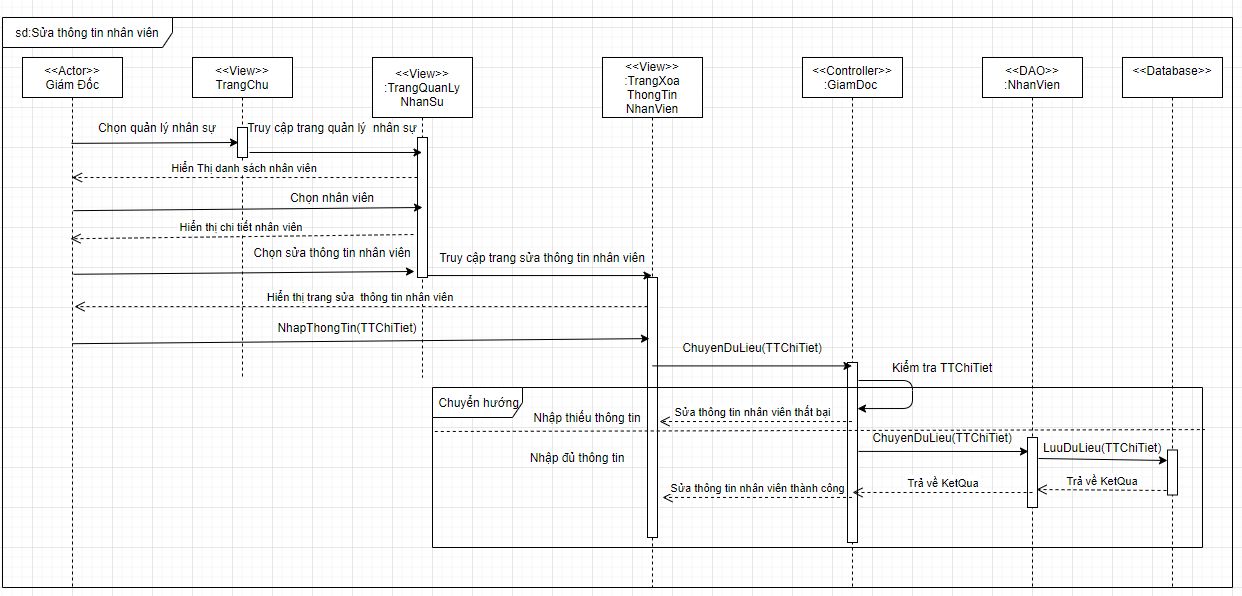 sd:Sửa thông tin nhân viên
<<Actor>>
Giám Đốc
<<View>>
TrangChu
<<View>>
:TrangQuanLy
NhanSu
<<View>>
:TrangXoa
ThongTin
NhanVien
<<Controller>>
:GiamDoc
<<DAO>>
:NhanVien
<<Database>>
Chọn quản lý nhân sự
Truy cập trang quản lý nhân sự
Hiển Thị danh sách nhân viên
Chọn nhân viên
Hiển thị chi tiết nhân viên
Chọn sửa thông tin nhân viên
Truy cập trang sửa thông tin nhân viên
Hiển thị trang sửa thông tin nhân viên
NhapThongTin(TTChiTiet)
ChuyenDuLieu(TTChiTiet)
Kiểm tra TTChiTiet
Chuyển hướng
Nhập thiếu thông tin
Sửa thông tin nhân viên thất bại
ChuyenDuLieu(TTChiTiet)
LuuDuLieu(TTChiTiet)
Nhập đủ thông tin
Trả về KetQua
Trả về KetQua
Sửa thông tin nhân viên thành công